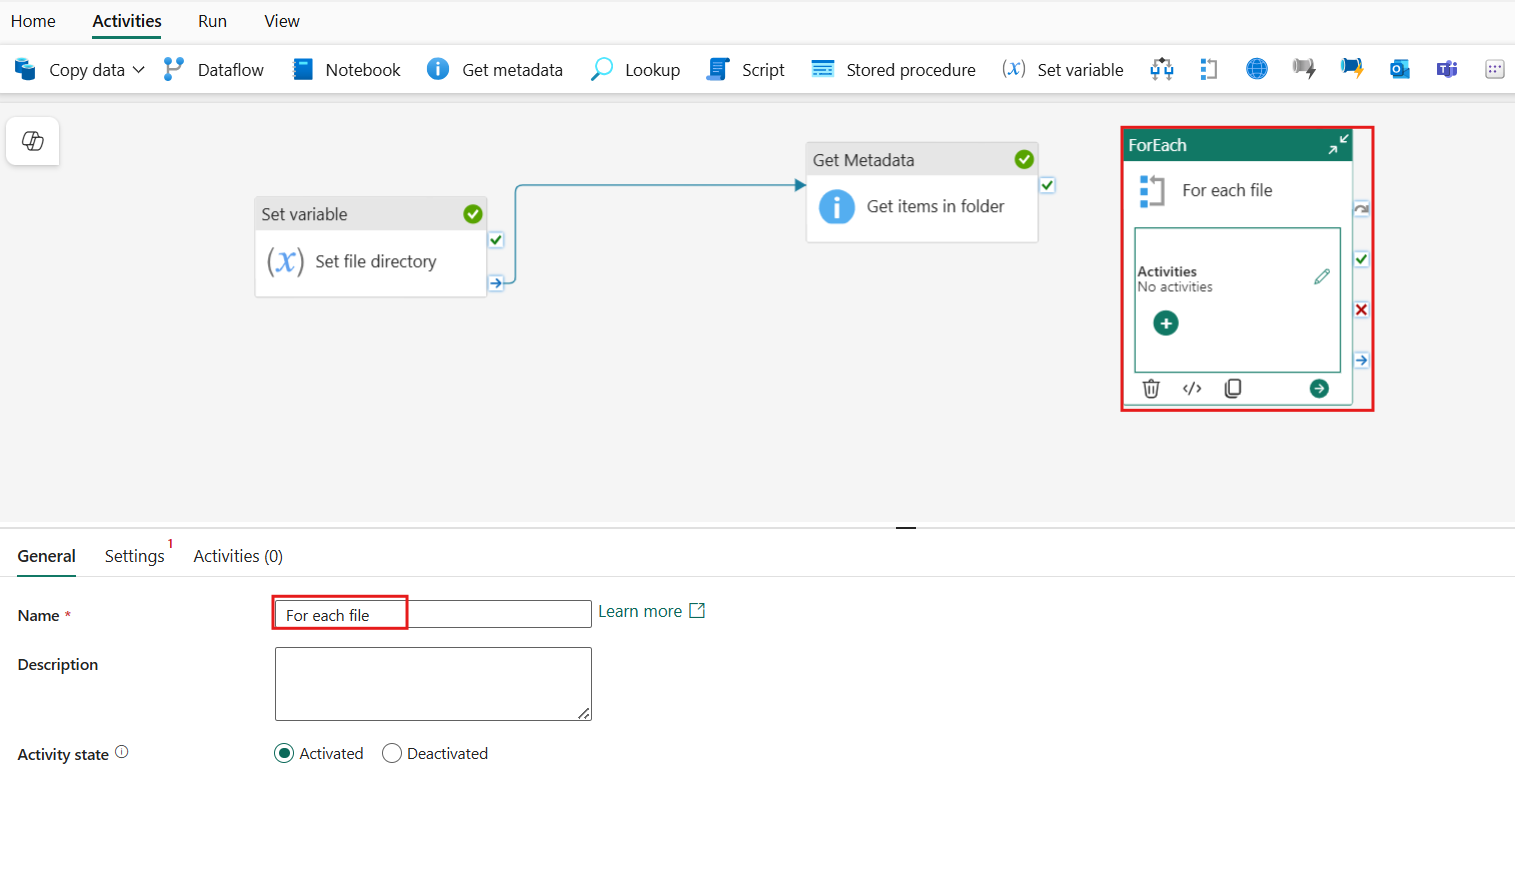 Home Activities Run View
Copy data Dataflow Notebook Get metadata Lookup Script Stored procedure (x) Set variable
Set variable
(x) Set file directory
Get Metadata
Get items in folder
ForEach
For each file
Activities
No activities
General Settings 1 Activities (0)
Name * For each file Learn more
Description
Activity state Activated Deactivated